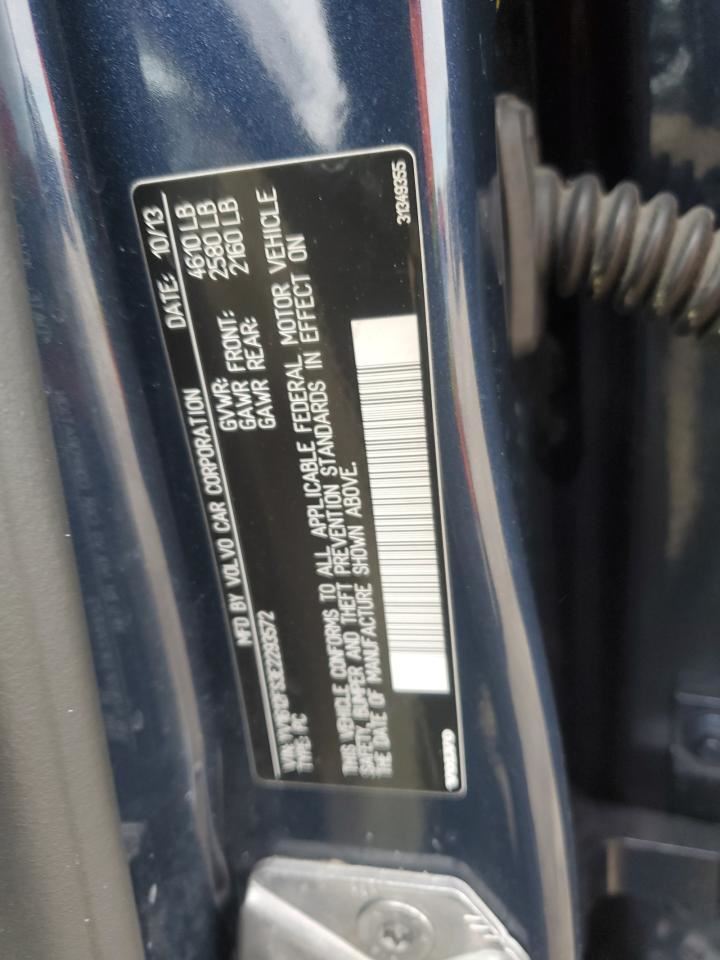 MFD BY VOLVO CAR CORPORATION DATE: 10/13
GVWR: 4610 LB
GAWR FRONT: 2580 LB
GAWR REAR: 2160 LB
VIN:
TYPE: PC
THIS VEHICLE CONFORMS TO ALL APPLICABLE FEDERAL MOTOR VEHICLE
SAFETY, BUMPER AND THEFT PREVENTION STANDARDS IN EFFECT ON
THE DATE OF MANUFACTURE SHOWN ABOVE.
31349355